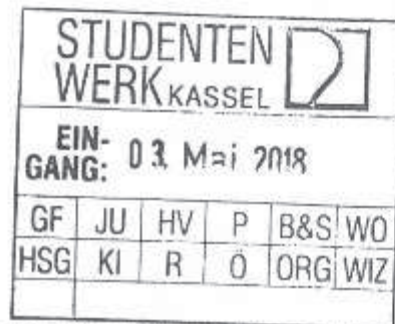 STUDENTEN
WERK KASSEL
EIN-
GANG: 03. Mai 2018
GF JU HV P B&S WO
HSG KI R Ö ORG WIZ